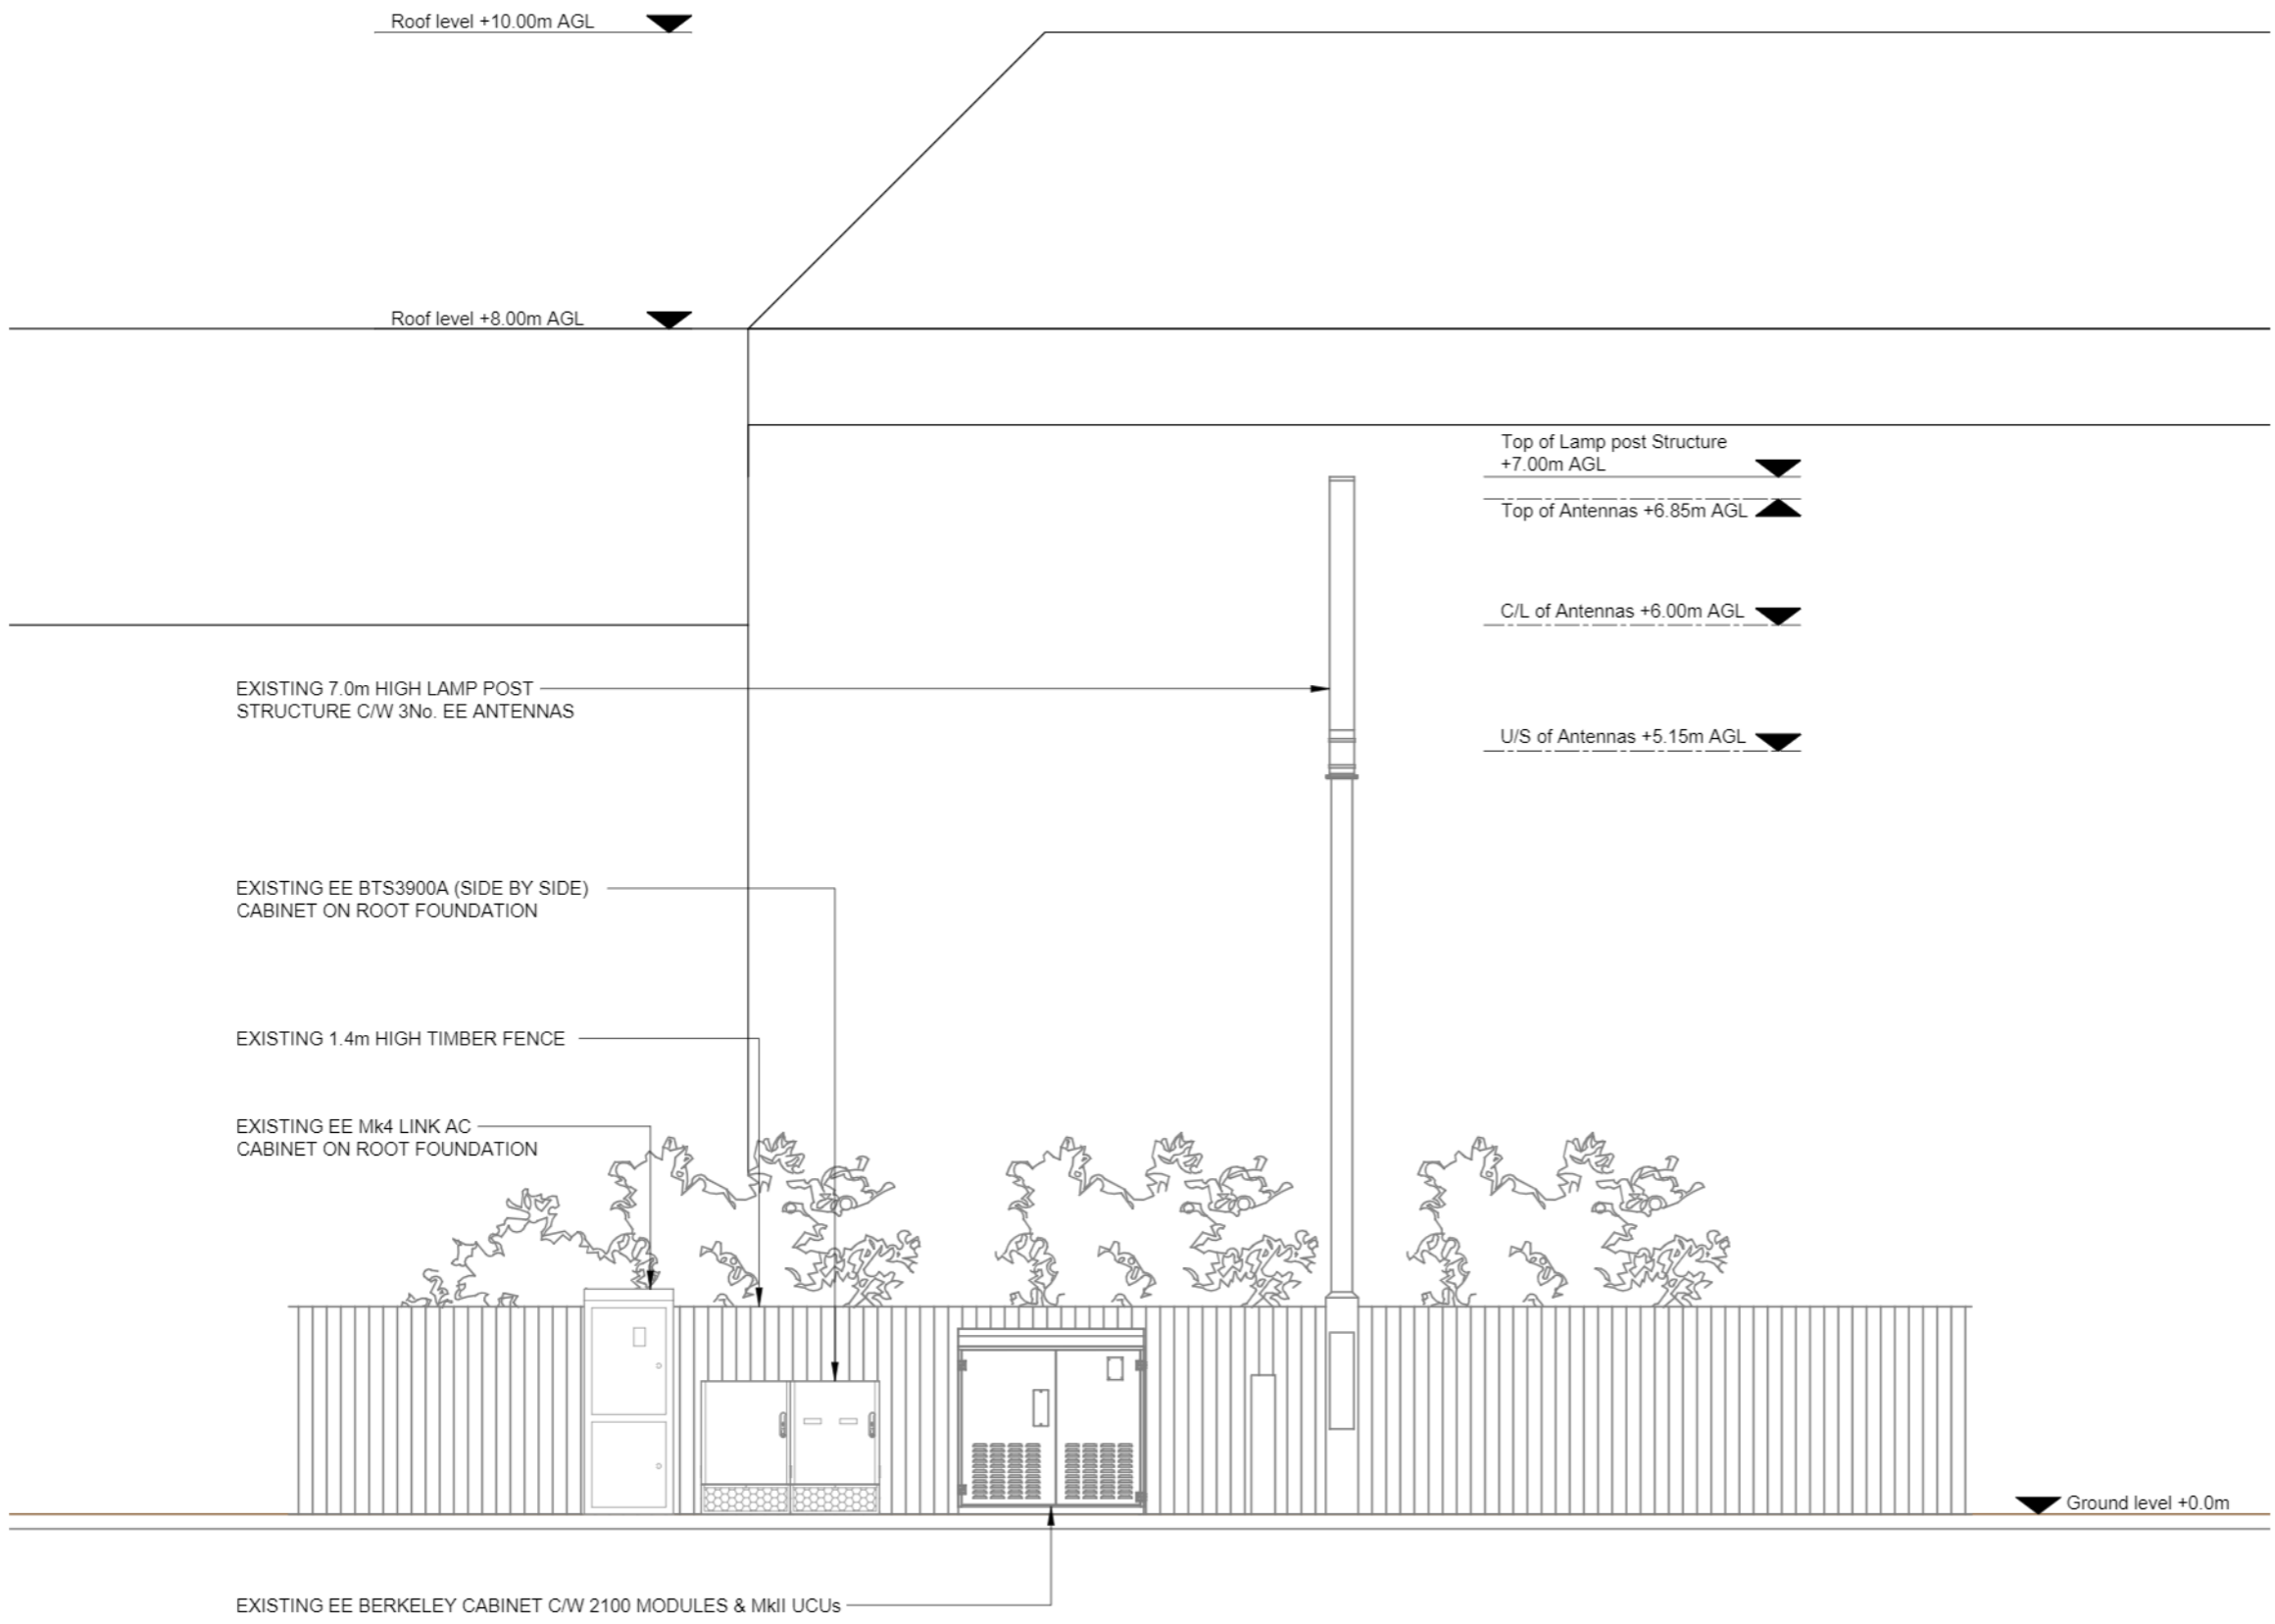 Roof level +10.00m AGL
Roof level +8.00m AGL
Top of Lamp post Structure
+7.00m AGL
Top of Antennas +6.85m AGL
C/L of Antennas +6.00m AGL
EXISTING 7.0m HIGH LAMP POST
STRUCTURE C/W 3No. EE ANTENNAS
U/S of Antennas +5.15m AGL
EXISTING EE BTS3900A (SIDE BY SIDE)
CABINET ON ROOT FOUNDATION
EXISTING 1.4m HIGH TIMBER FENCE
EXISTING EE Mk4 LINK AC
CABINET ON ROOT FOUNDATION
Ground level +0.0m
EXISTING EE BERKELEY CABINET C/W 2100 MODULES & MkII UCUs